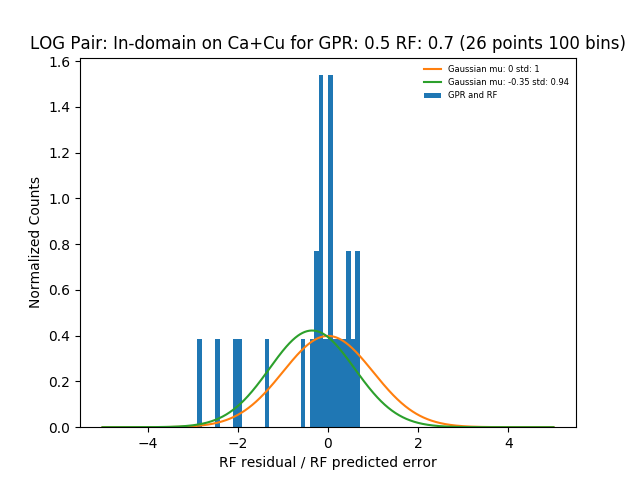 LOG Pair: In-domain on Ca+Cu for GPR: 0.5 RF: 0.7 (26 points 100 bins)
Gaussian mu: 0 std: 1
Gaussian mu: -0.35 std: 0.94
GPR and RF
Normalized Counts
1.6
1.4
1.2
1.0
0.8
0.6
0.4
0.2
0.0
−4
−2
0
2
4
RF residual / RF predicted error